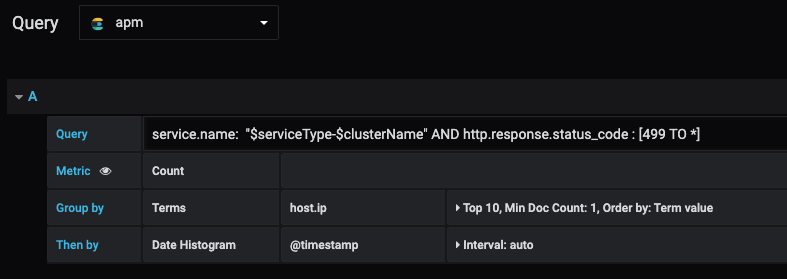 Query apm
A
Query service.name: "$serviceType-$clusterName" AND http.response.status_code : [499 TO *]
Metric Count
Group by Terms host.ip Top 10, Min Doc Count: 1, Order by: Term value
Then by Date Histogram @timestamp Interval: auto